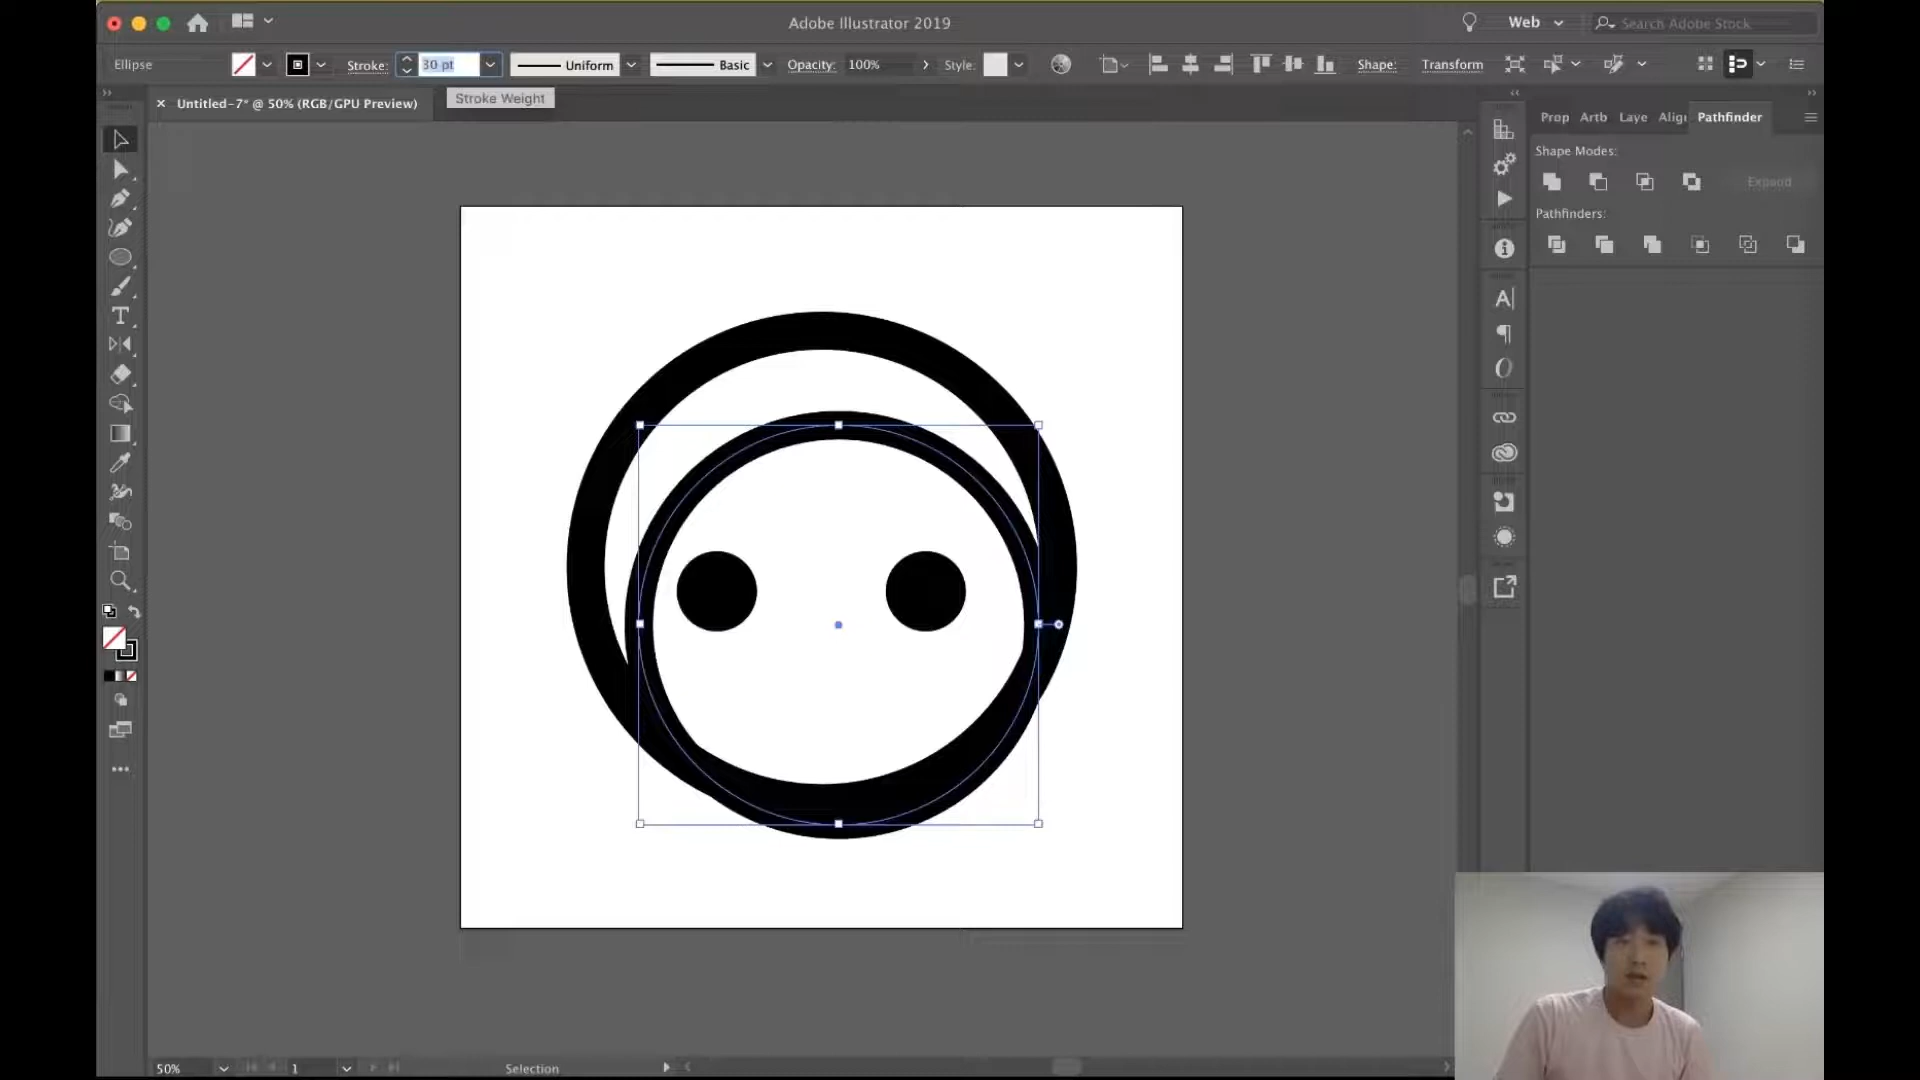 Adobe Illustrator 2019
Web
Search Adobe Stock
Ellipse
Stroke:
30 pt
Uniform
Basic
Opacity:
100%
Style:
Shape:
Transform
× Untitled-7* @ 50% (RGB/GPU Preview)
Stroke Weight
Prop
Artb
Laye
Aligı
Pathfinder
Shape Modes:
Expand
Pathfinders:
50%
1
Selection